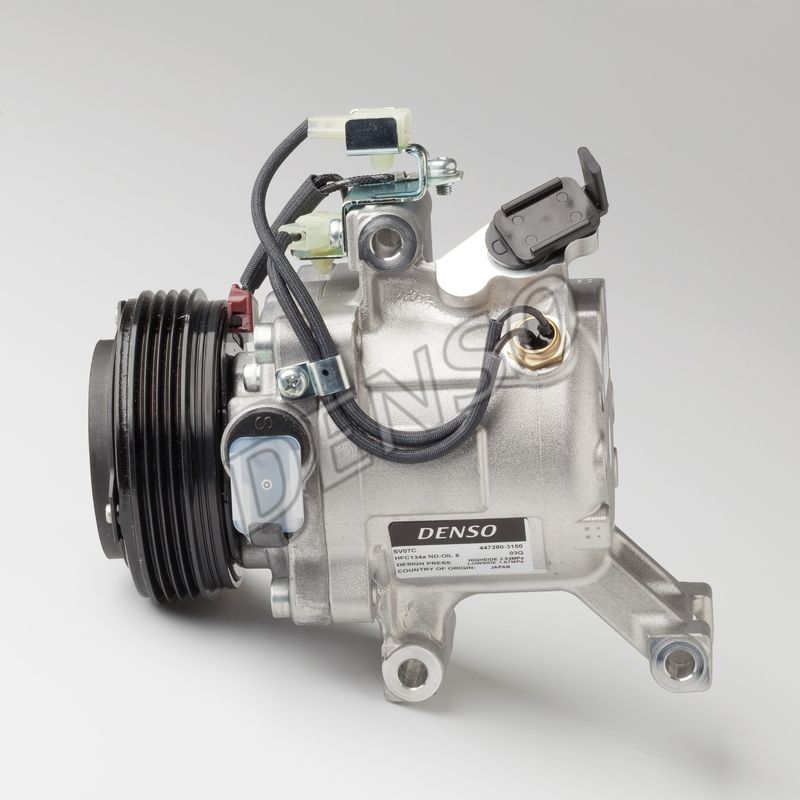 S
DENSO
DENSO
SV07C 447280-3150
HFC134a ND-OIL 8 03Q
DESIGN PRESS HIGHSIDE 3.53MPa
LOWSIDE 1.67MPa
COUNTRY OF ORIGIN: JAPAN